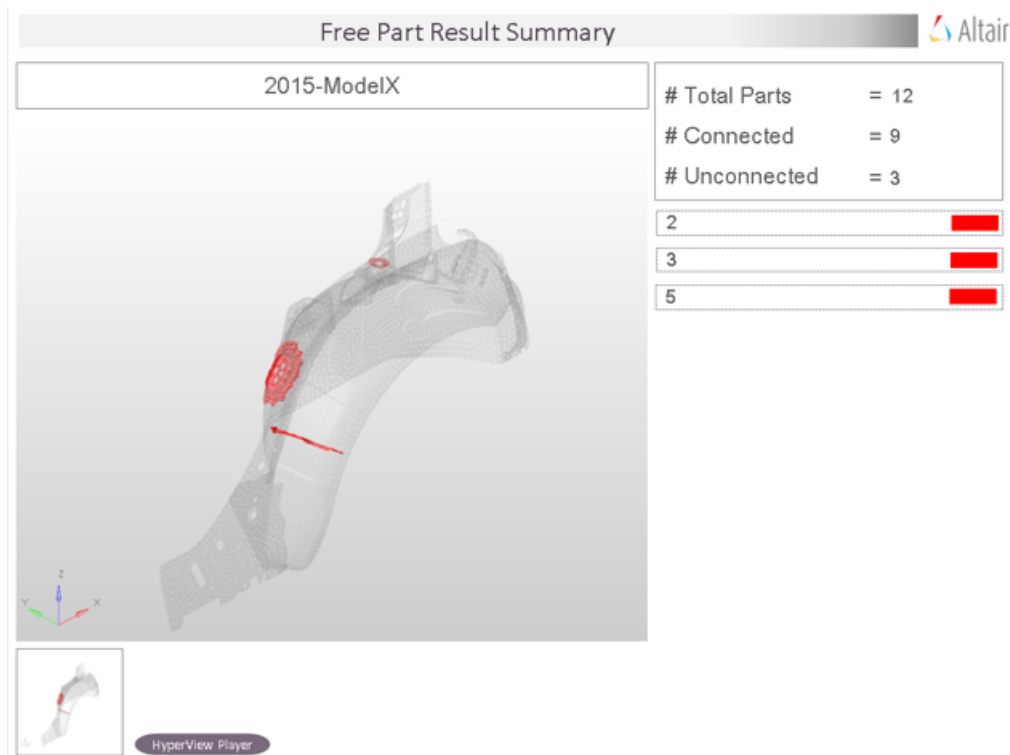 Free Part Result Summary
Altair
2015-ModelX
# Total Parts = 12
# Connected = 9
# Unconnected = 3
2
3
5
Z
Y X
HyperView Player